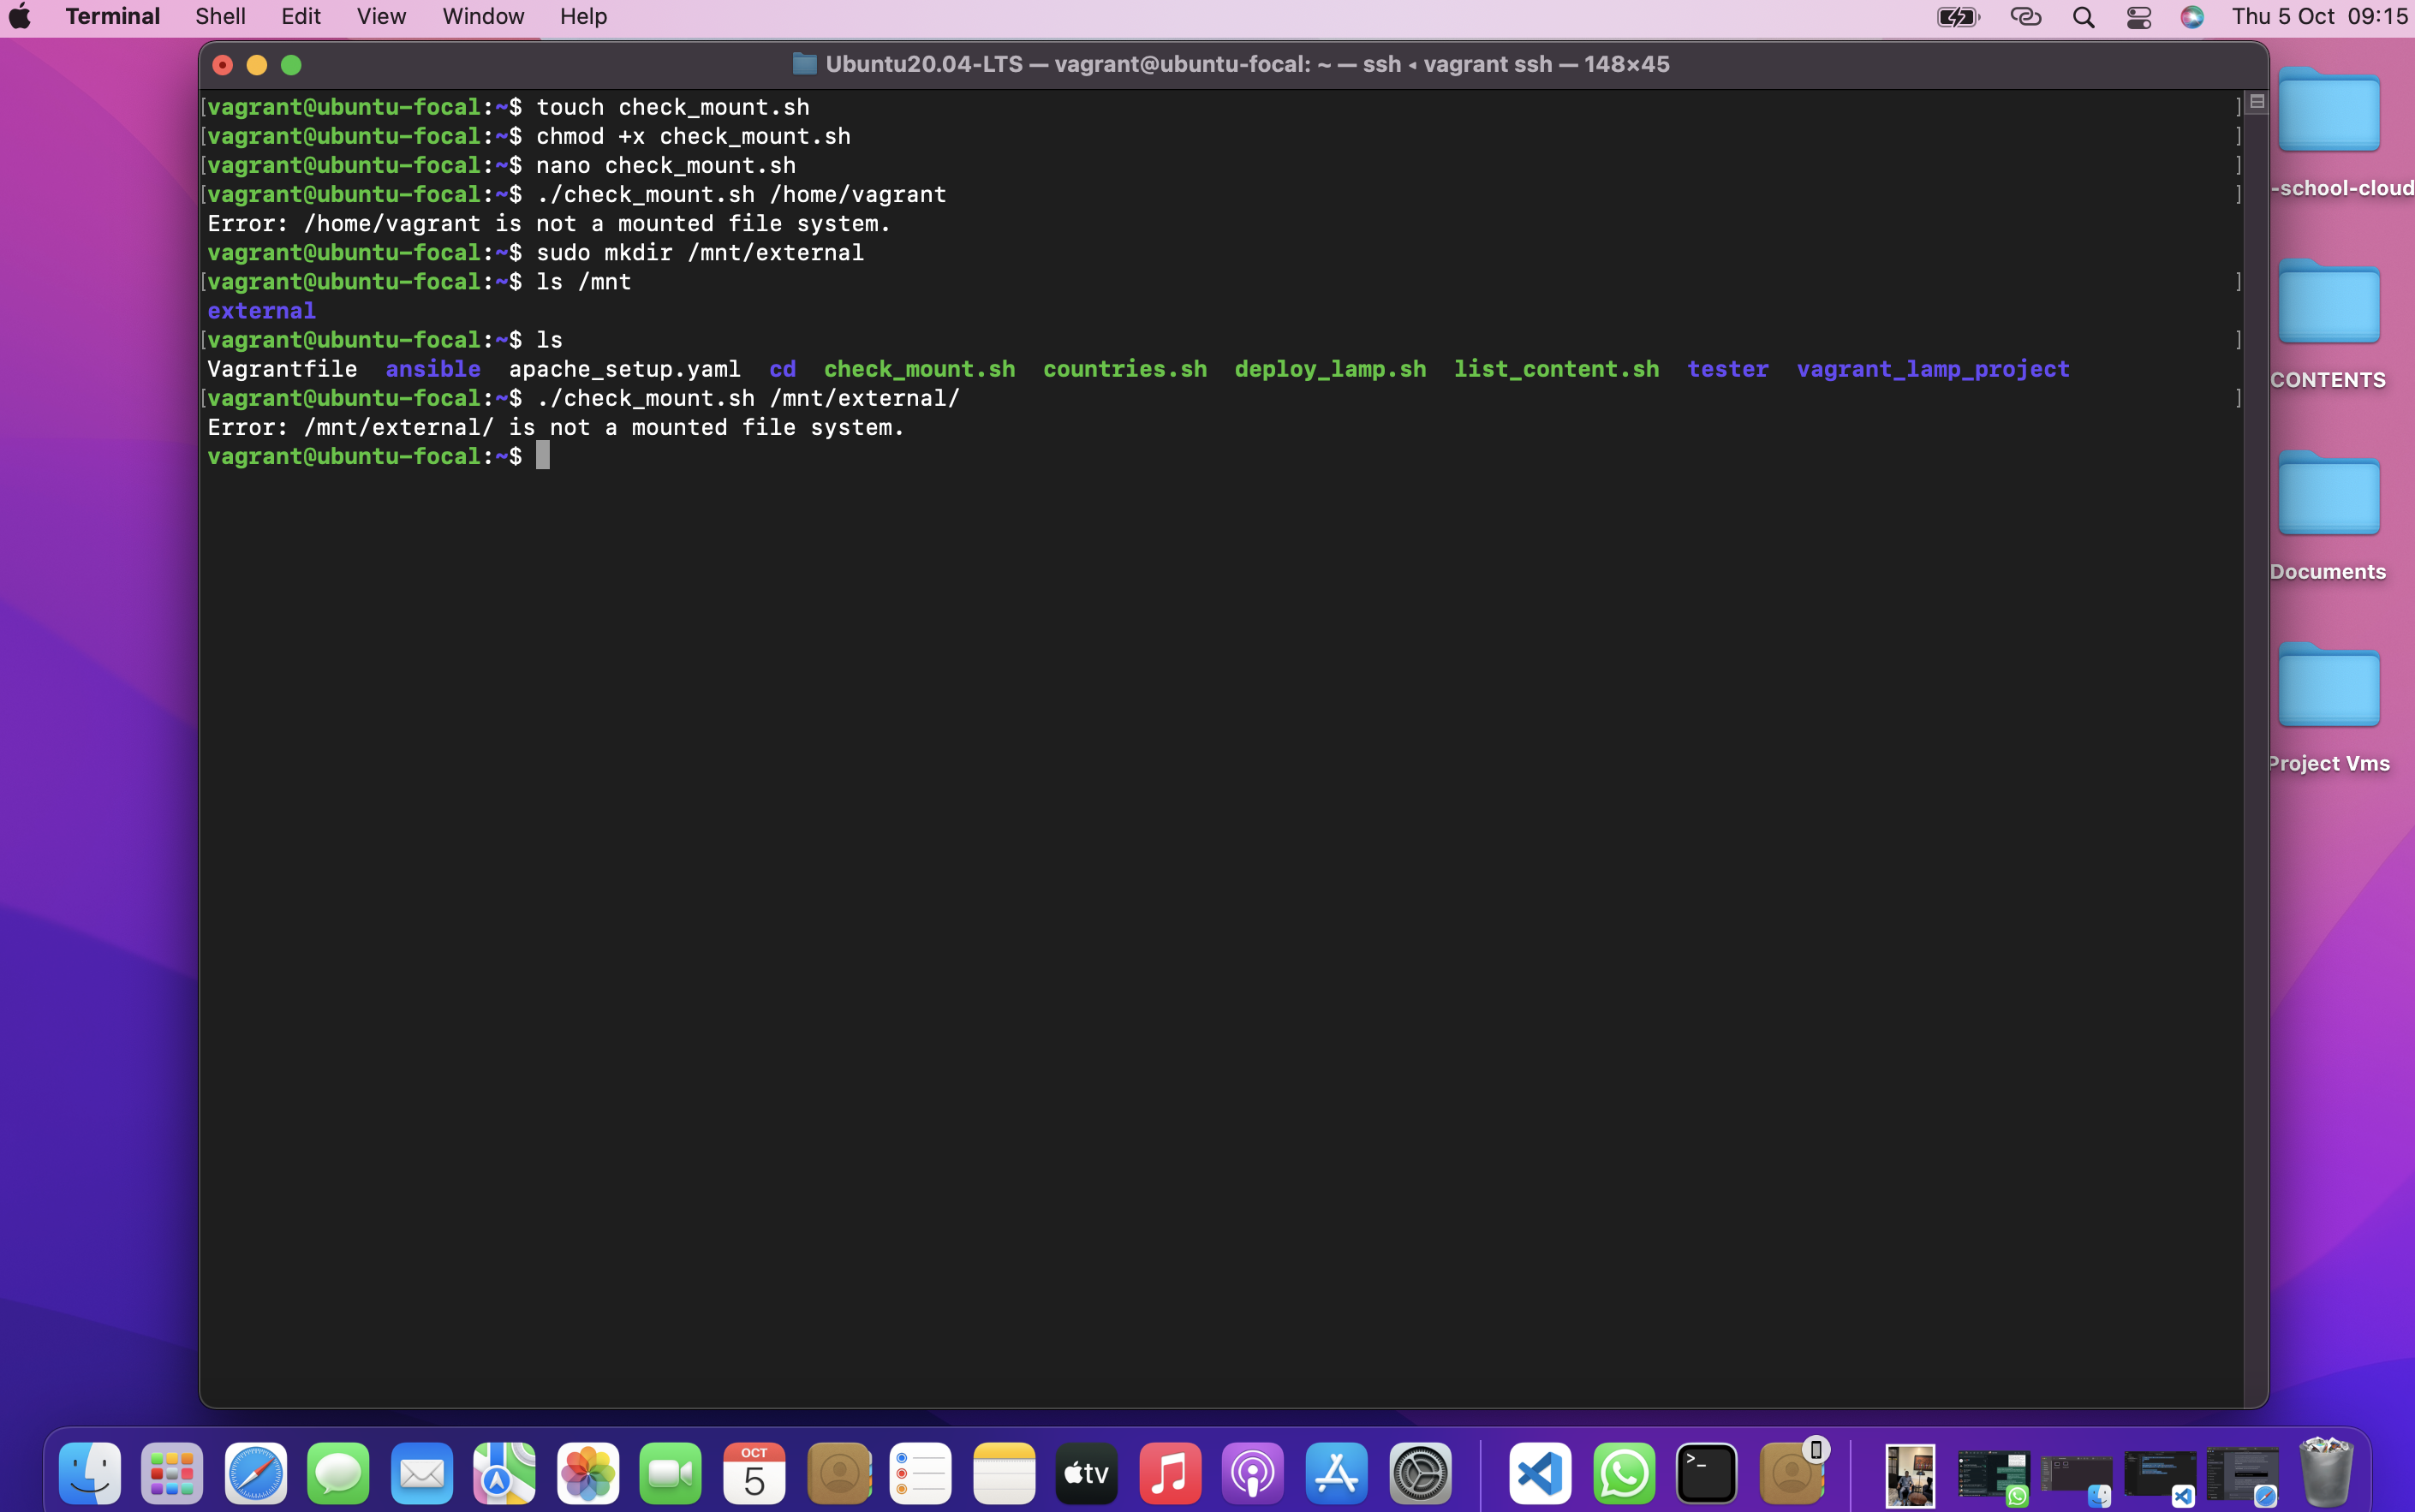 Terminal Shell Edit View Window Help Thu 5 Oct 09:15
Ubuntu20.04-LTS — vagrant@ubuntu-focal: ~ — ssh ◂ vagrant ssh — 148×45
[vagrant@ubuntu-focal:~$ touch check_mount.sh ]
[vagrant@ubuntu-focal:~$ chmod +x check_mount.sh ]
[vagrant@ubuntu-focal:~$ nano check_mount.sh ]
[vagrant@ubuntu-focal:~$ ./check_mount.sh /home/vagrant ]
Error: /home/vagrant is not a mounted file system.
vagrant@ubuntu-focal:~$ sudo mkdir /mnt/external
[vagrant@ubuntu-focal:~$ ls /mnt ]
external
[vagrant@ubuntu-focal:~$ ls ]
Vagrantfile ansible apache_setup.yaml cd check_mount.sh countries.sh deploy_lamp.sh list_content.sh tester vagrant_lamp_project
[vagrant@ubuntu-focal:~$ ./check_mount.sh /mnt/external/ ]
Error: /mnt/external/ is not a mounted file system.
vagrant@ubuntu-focal:~$
-school-cloud
CONTENTS
Documents
Project Vms
OCT
5
tv
>_